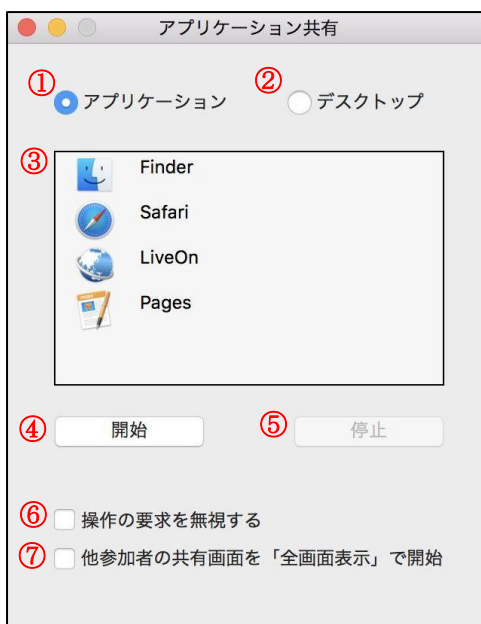 アプリケーション共有
① アプリケーション ② デスクトップ
③ Finder
Safari
LiveOn
Pages
④ 開始 ⑤ 停止
⑥ 操作の要求を無視する
⑦ 他参加者の共有画面を「全画面表示」で開始